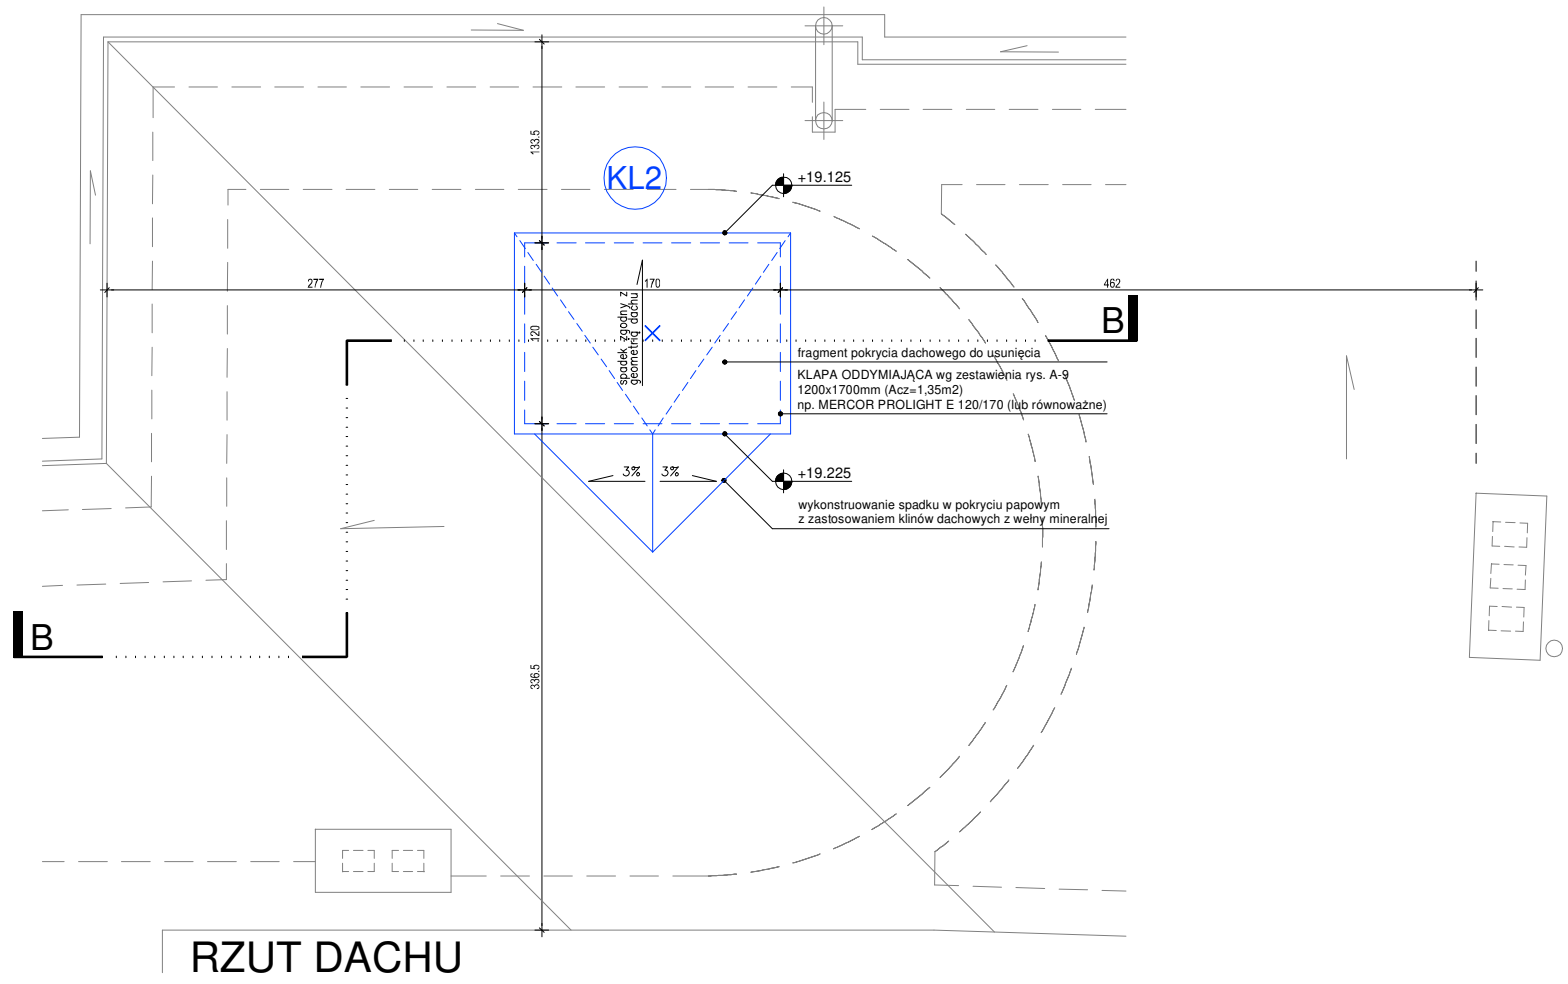 133.5
KL2
+19.125
277
170
462
spadek zgodny z
geometrią dachu
120
B
fragment pokrycia dachowego do usunięcia
KLAPA ODDYMIAJĄCA wg zestawienia rys. A-9
1200x1700mm (Acz=1,35m2)
np. MERCOR PROLIGHT E 120/170 (lub równoważne)
3%
3%
+19.225
wykonstruowanie spadku w pokryciu papowym
z zastosowaniem klinów dachowych z wełny mineralnej
B
336.5
RZUT DACHU